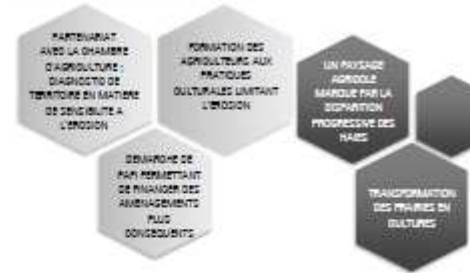 PARTENARIAT
AVEC LA CHAMBRE
D'AGRICULTURE :
DIAGNOSTIC DE
TERRITOIRE EN MATIERE
DE SENSIBILITE A
L'EROSION
FORMATION DES
AGRICULTEURS AUX
PRATIQUES
CULTURALES LIMITANT
L'EROSION
UN PAYSAGE
AGRICOLE
MARQUE PAR LA
DISPARITION
PROGRESSIVE DES
HAIES
DEMARCHE DE
PAPI PERMETTANT
DE FINANCER DES
AMENAGEMENTS
PLUS
CONSEQUENTS
TRANSFORMATION
DES PRAIRIES EN
CULTURES